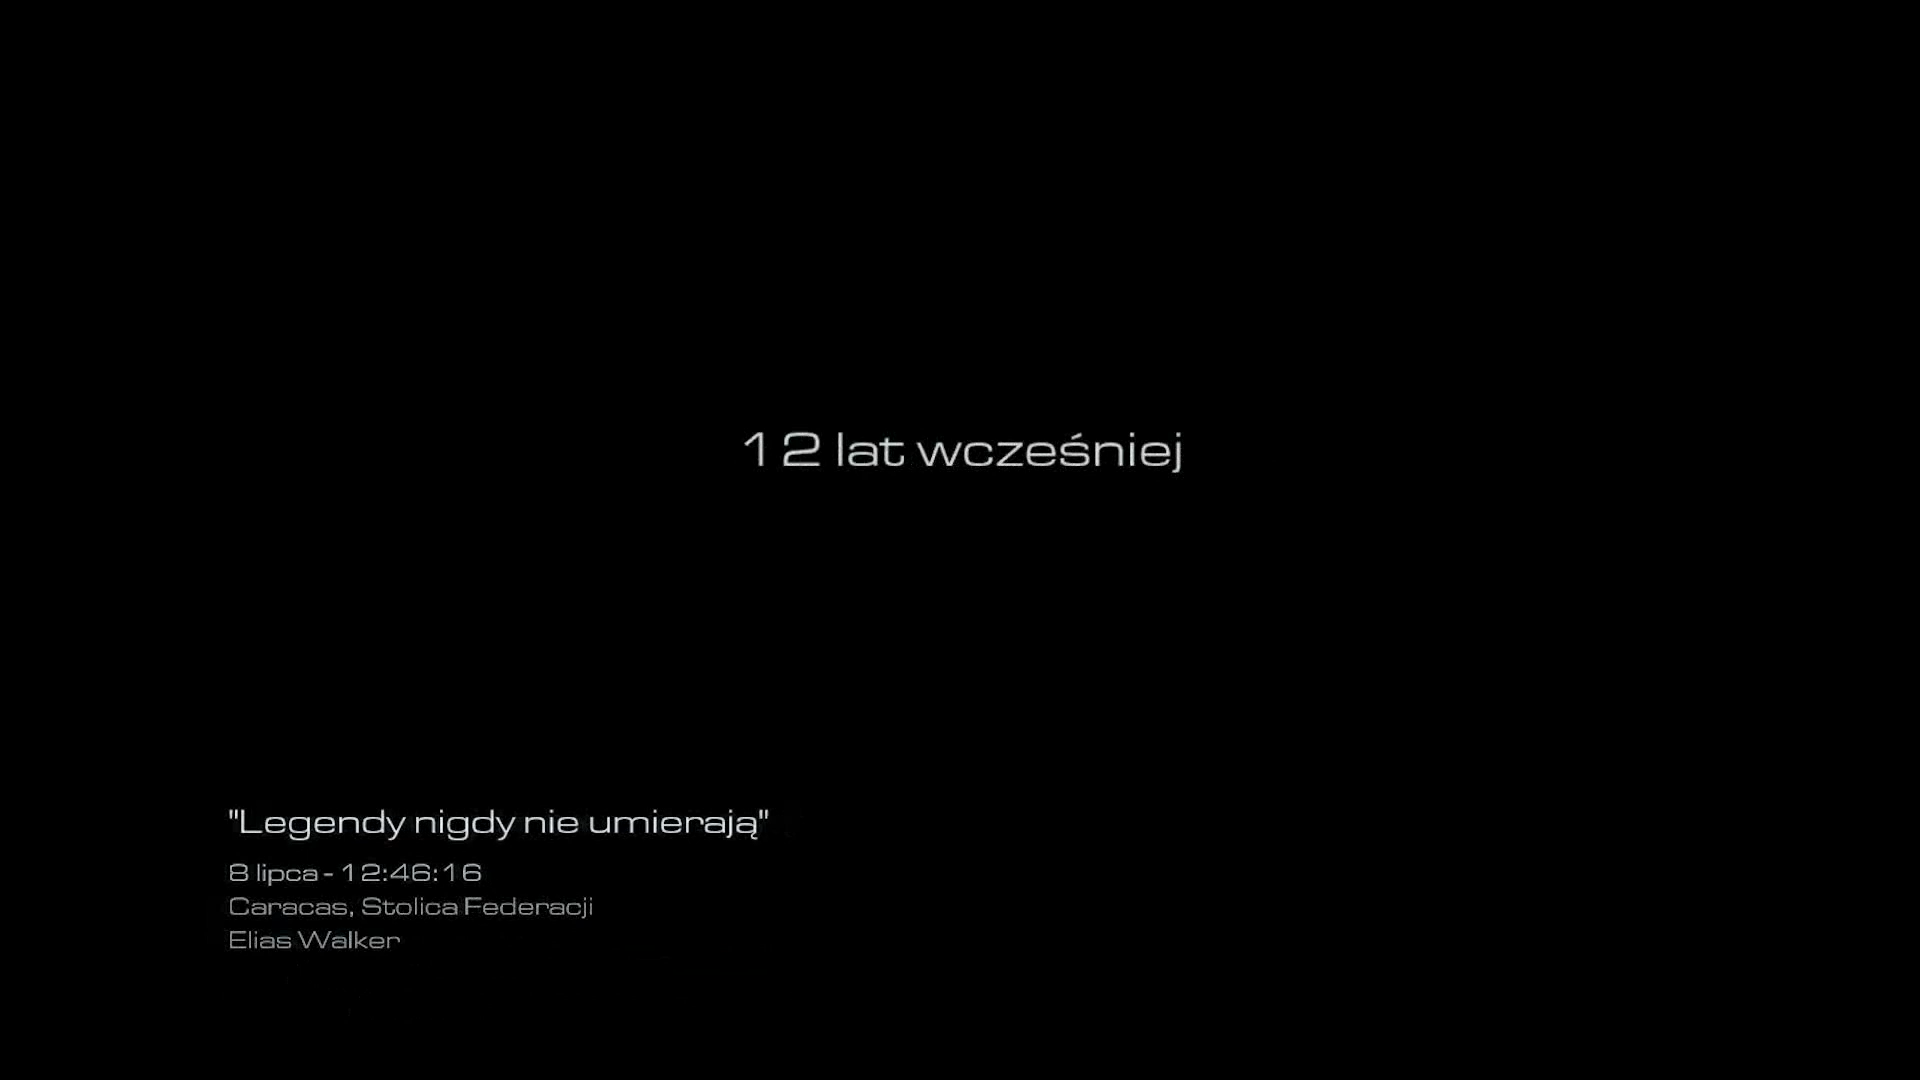 12 lat wcześniej
"Legendy nigdy nie umierają"
8 lipca - 12:46:16
Caracas, Stolica Federacji
Elias Walker